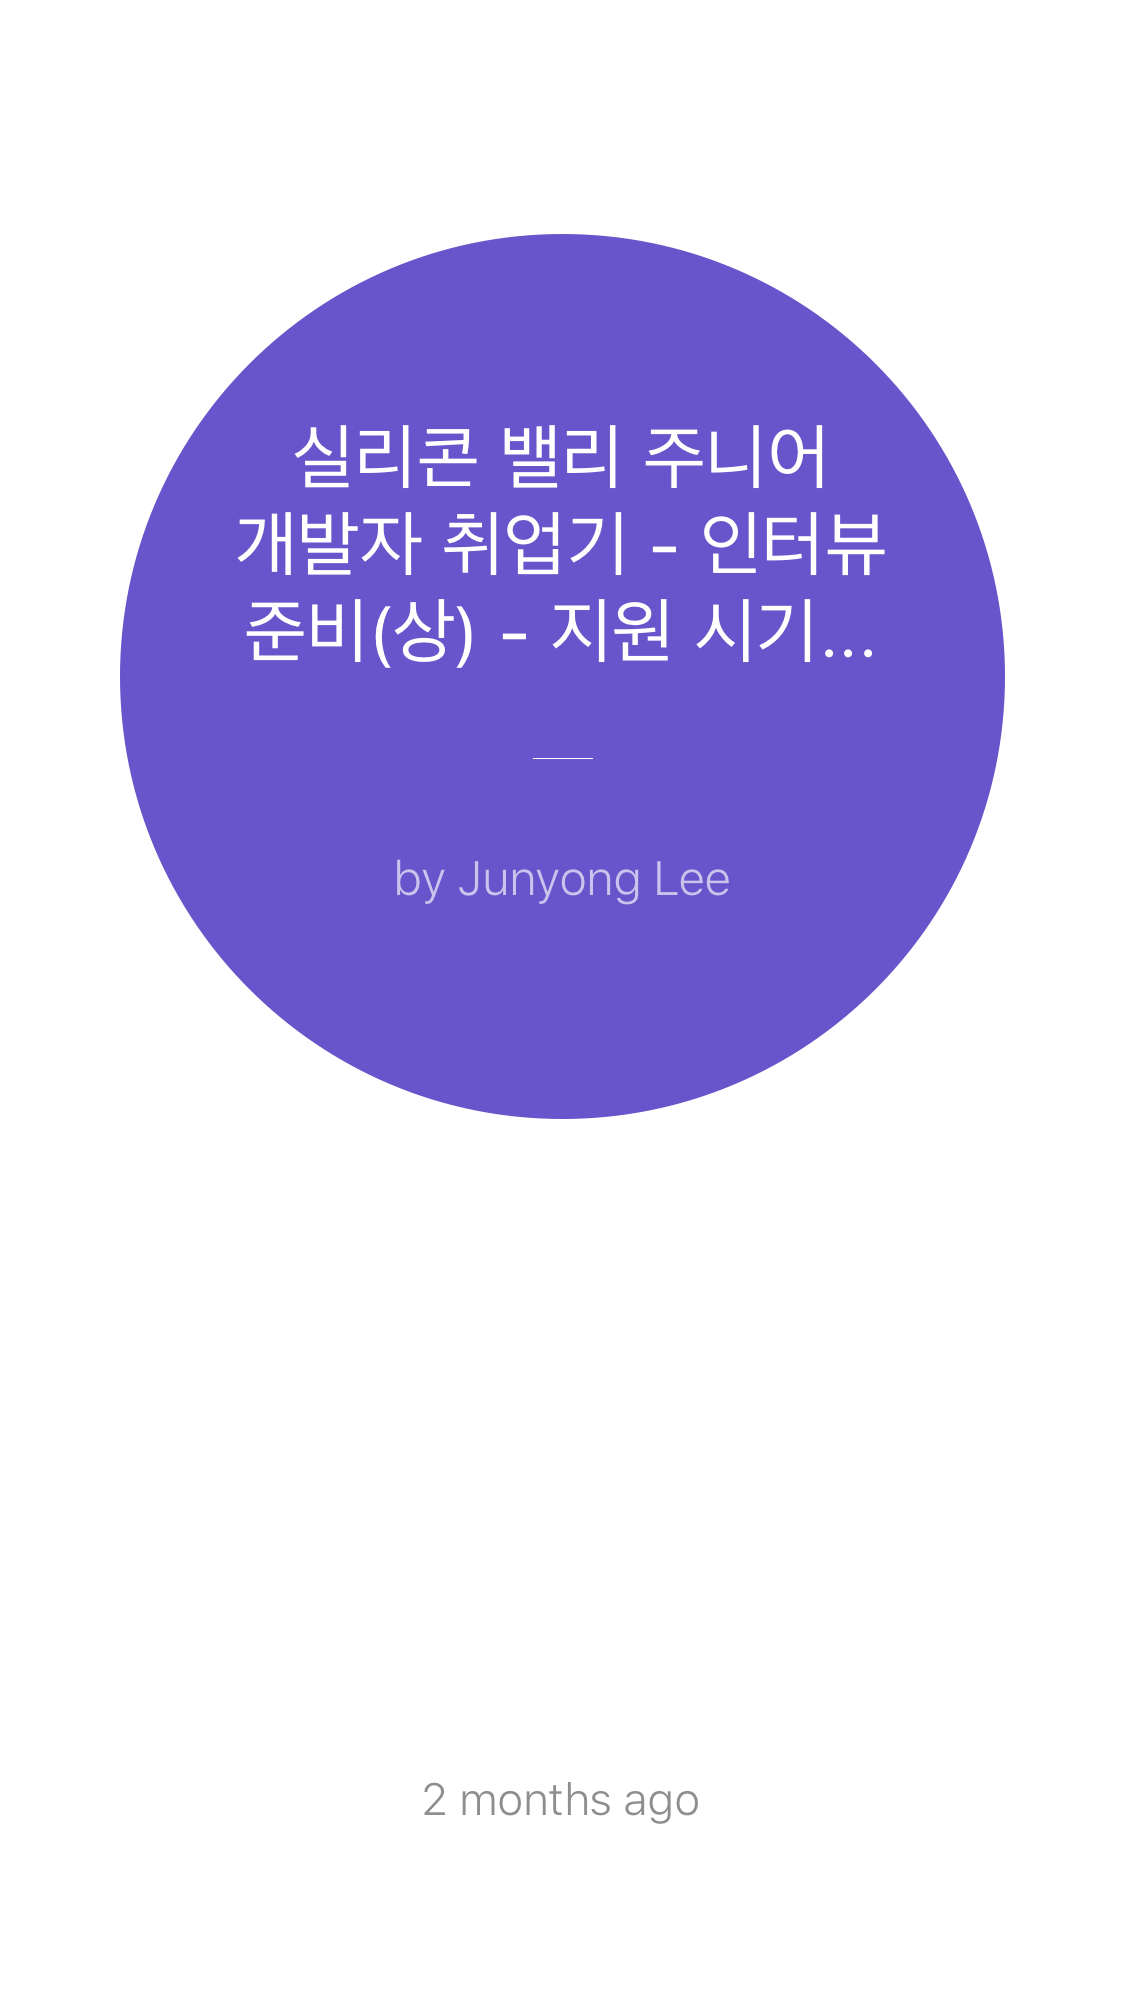 실리콘 밸리 주니어
개발자 취업기 - 인터뷰
준비(상) - 지원 시기...
by Junyong Lee
2 months ago